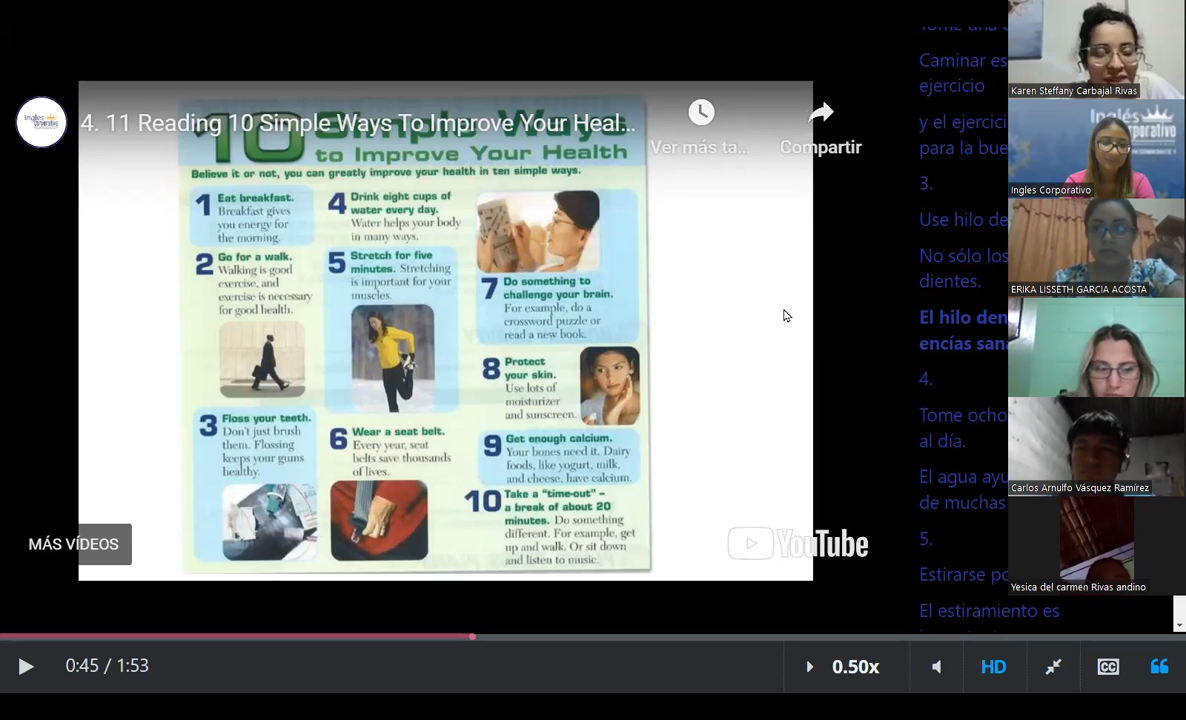 4. 11 Reading 10 Simple Ways To Improve Your Heal...
Ver más ta...
Compartir
10 Simple Ways
to Improve Your Health
Believe it or not, you can greatly improve your health in ten simple ways.
1 Eat breakfast.
Breakfast gives
you energy for
the morning.
2 Go for a walk.
Walking is good
exercise, and
exercise is necessary
for good health.
3 Floss your teeth.
Don't just brush
them. Flossing
keeps your gums
healthy.
4 Drink eight cups of
water every day.
Water helps your body
in many ways.
5 Stretch for five
minutes. Stretching
is important for your
muscles.
6 Wear a seat belt.
Every year, seat
belts save thousands
of lives.
7 Do something to
challenge your brain.
For example, do a
crossword puzzle or
read a new book.
8 Protect
your skin.
Use lots of
moisturizer
and sunscreen.
9 Get enough calcium.
Your bones need it. Dairy
foods, like yogurt, milk,
and cheese, have calcium.
10 Take a "time-out" –
a break of about 20
minutes. Do something
different. For example, get
up and walk. Or sit down
and listen to music.
MÁS VÍDEOS
YouTube
Caminar es
ejercicio
y el ejercici
para la bue
3.
Use hilo de
No sólo los
dientes.
El hilo den
encías sana
4.
Tome ocho
al día.
El agua ayu
de muchas
5.
Estirarse po
El estiramiento es
Karen Steffany Carbajal Rivas
Inglés
Corporativo
Ingles Corporativo
ERIKA LISSETH GARCIA ACOSTA
Carlos Arnulfo Vásquez Ramírez
Yesica del carmen Rivas andino
0:45 / 1:53
0.50x
HD
CC